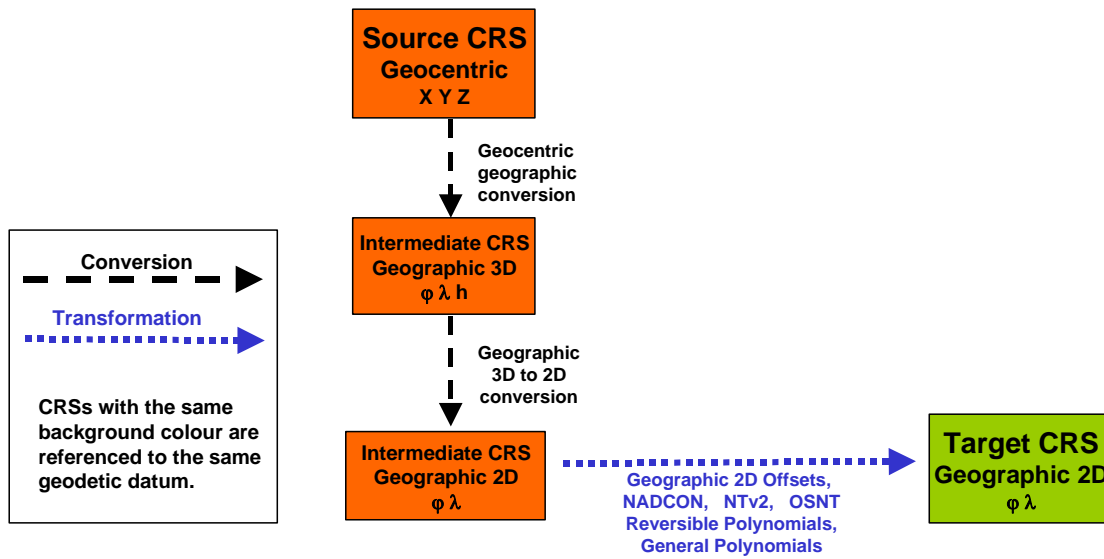 Source CRS
Geocentric
X Y Z
Geocentric
geographic
conversion
Intermediate CRS
Geographic 3D
φ λ h
Conversion
Transformation
CRSs with the same
background colour are
referenced to the same
geodetic datum.
Geographic
3D to 2D
conversion
Intermediate CRS
Geographic 2D
φ λ
Geographic 2D Offsets,
NADCON, NTv2, OSNT
Reversible Polynomials,
General Polynomials
Target CRS
Geographic 2D
φ λ